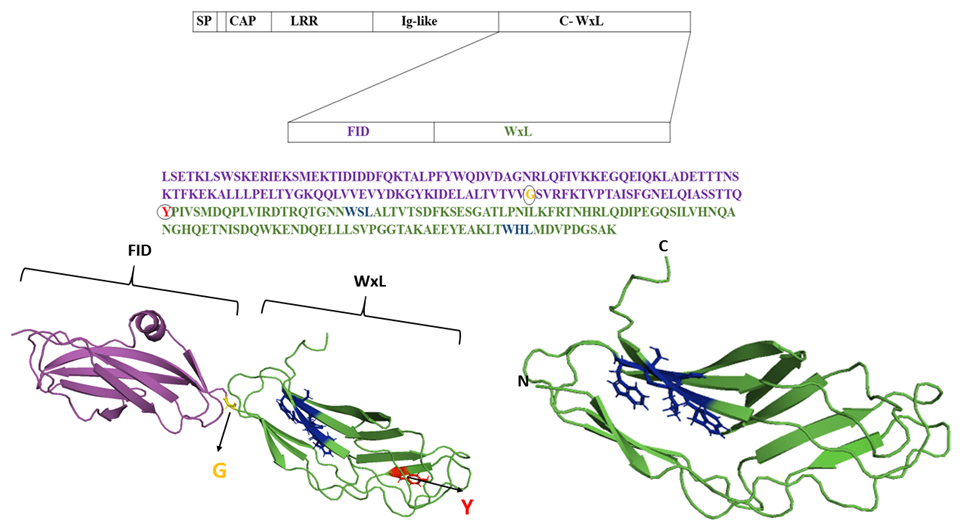 SP CAP LRR Ig-like C- WxL
FID WxL
LSETKLSWSKERIEKSMEKTIDIDDFQKTALPFYWQDVDAGNRLQFIVKKEGQEIQKLADETTTNS
KTFKEKALLLPELTYGKQQLVVEVYDKGYKIDELALTVTVVGSVRFKTVPTAISFGNELQIASSTTQ
YPIVSMDQPLVIRDTRQTGNNWSLALTVTSDFKSESGATLPNILKFRTNHRLQDIPEGQSILVHNQA
NGHQETNISDQWKENDQELLLSVPGGTAKAEEYEAKLTWHLMDVPDGSAK
FID
WxL
C
N
G
Y